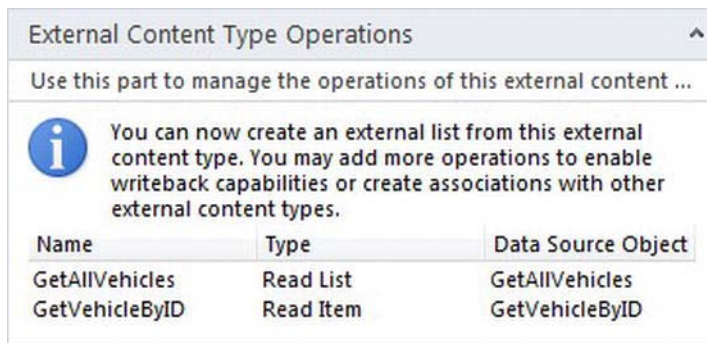 External Content Type Operations
Use this part to manage the operations of this external content ...
You can now create an external list from this external
content type. You may add more operations to enable
writeback capabilities or create associations with other
external content types.
Name Type Data Source Object
GetAllVehicles Read List GetAllVehicles
GetVehicleByID Read Item GetVehicleByID